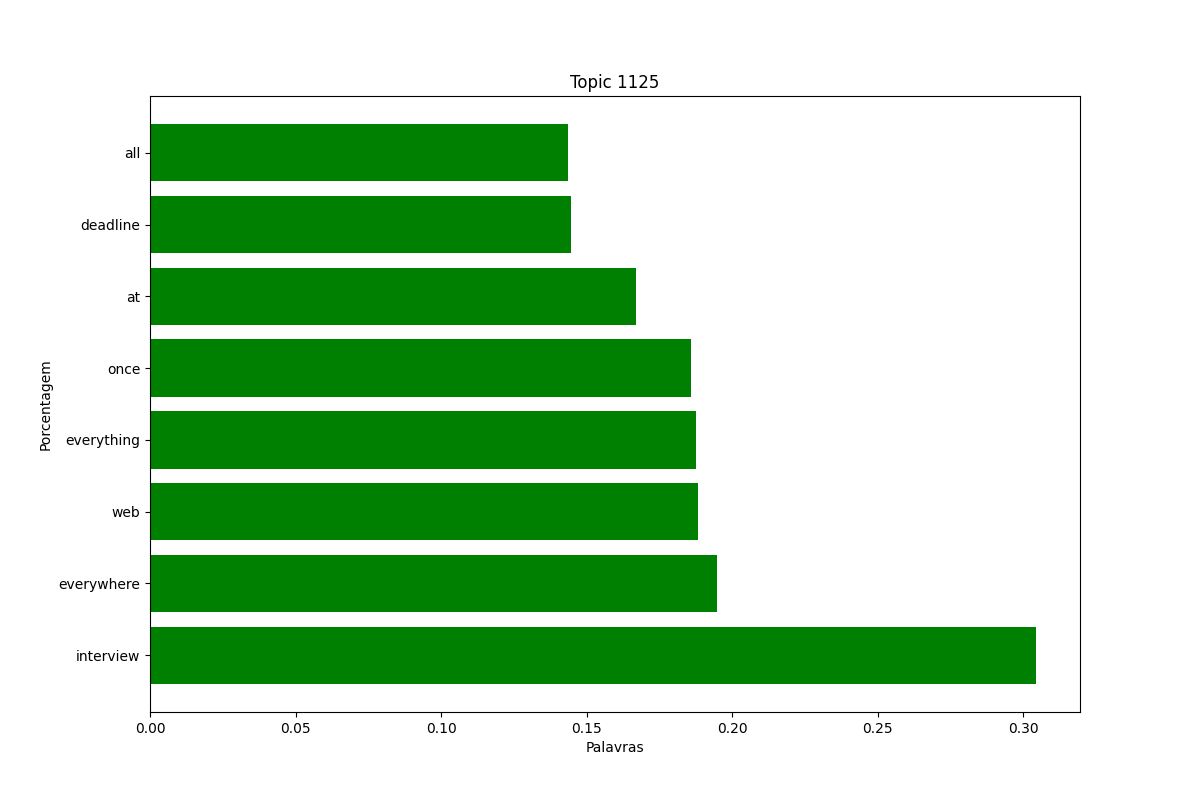 Topic 1125
all
deadline
at
once
everything
web
everywhere
interview
Porcentagem
0.00 0.05 0.10 0.15 0.20 0.25 0.30
Palavras